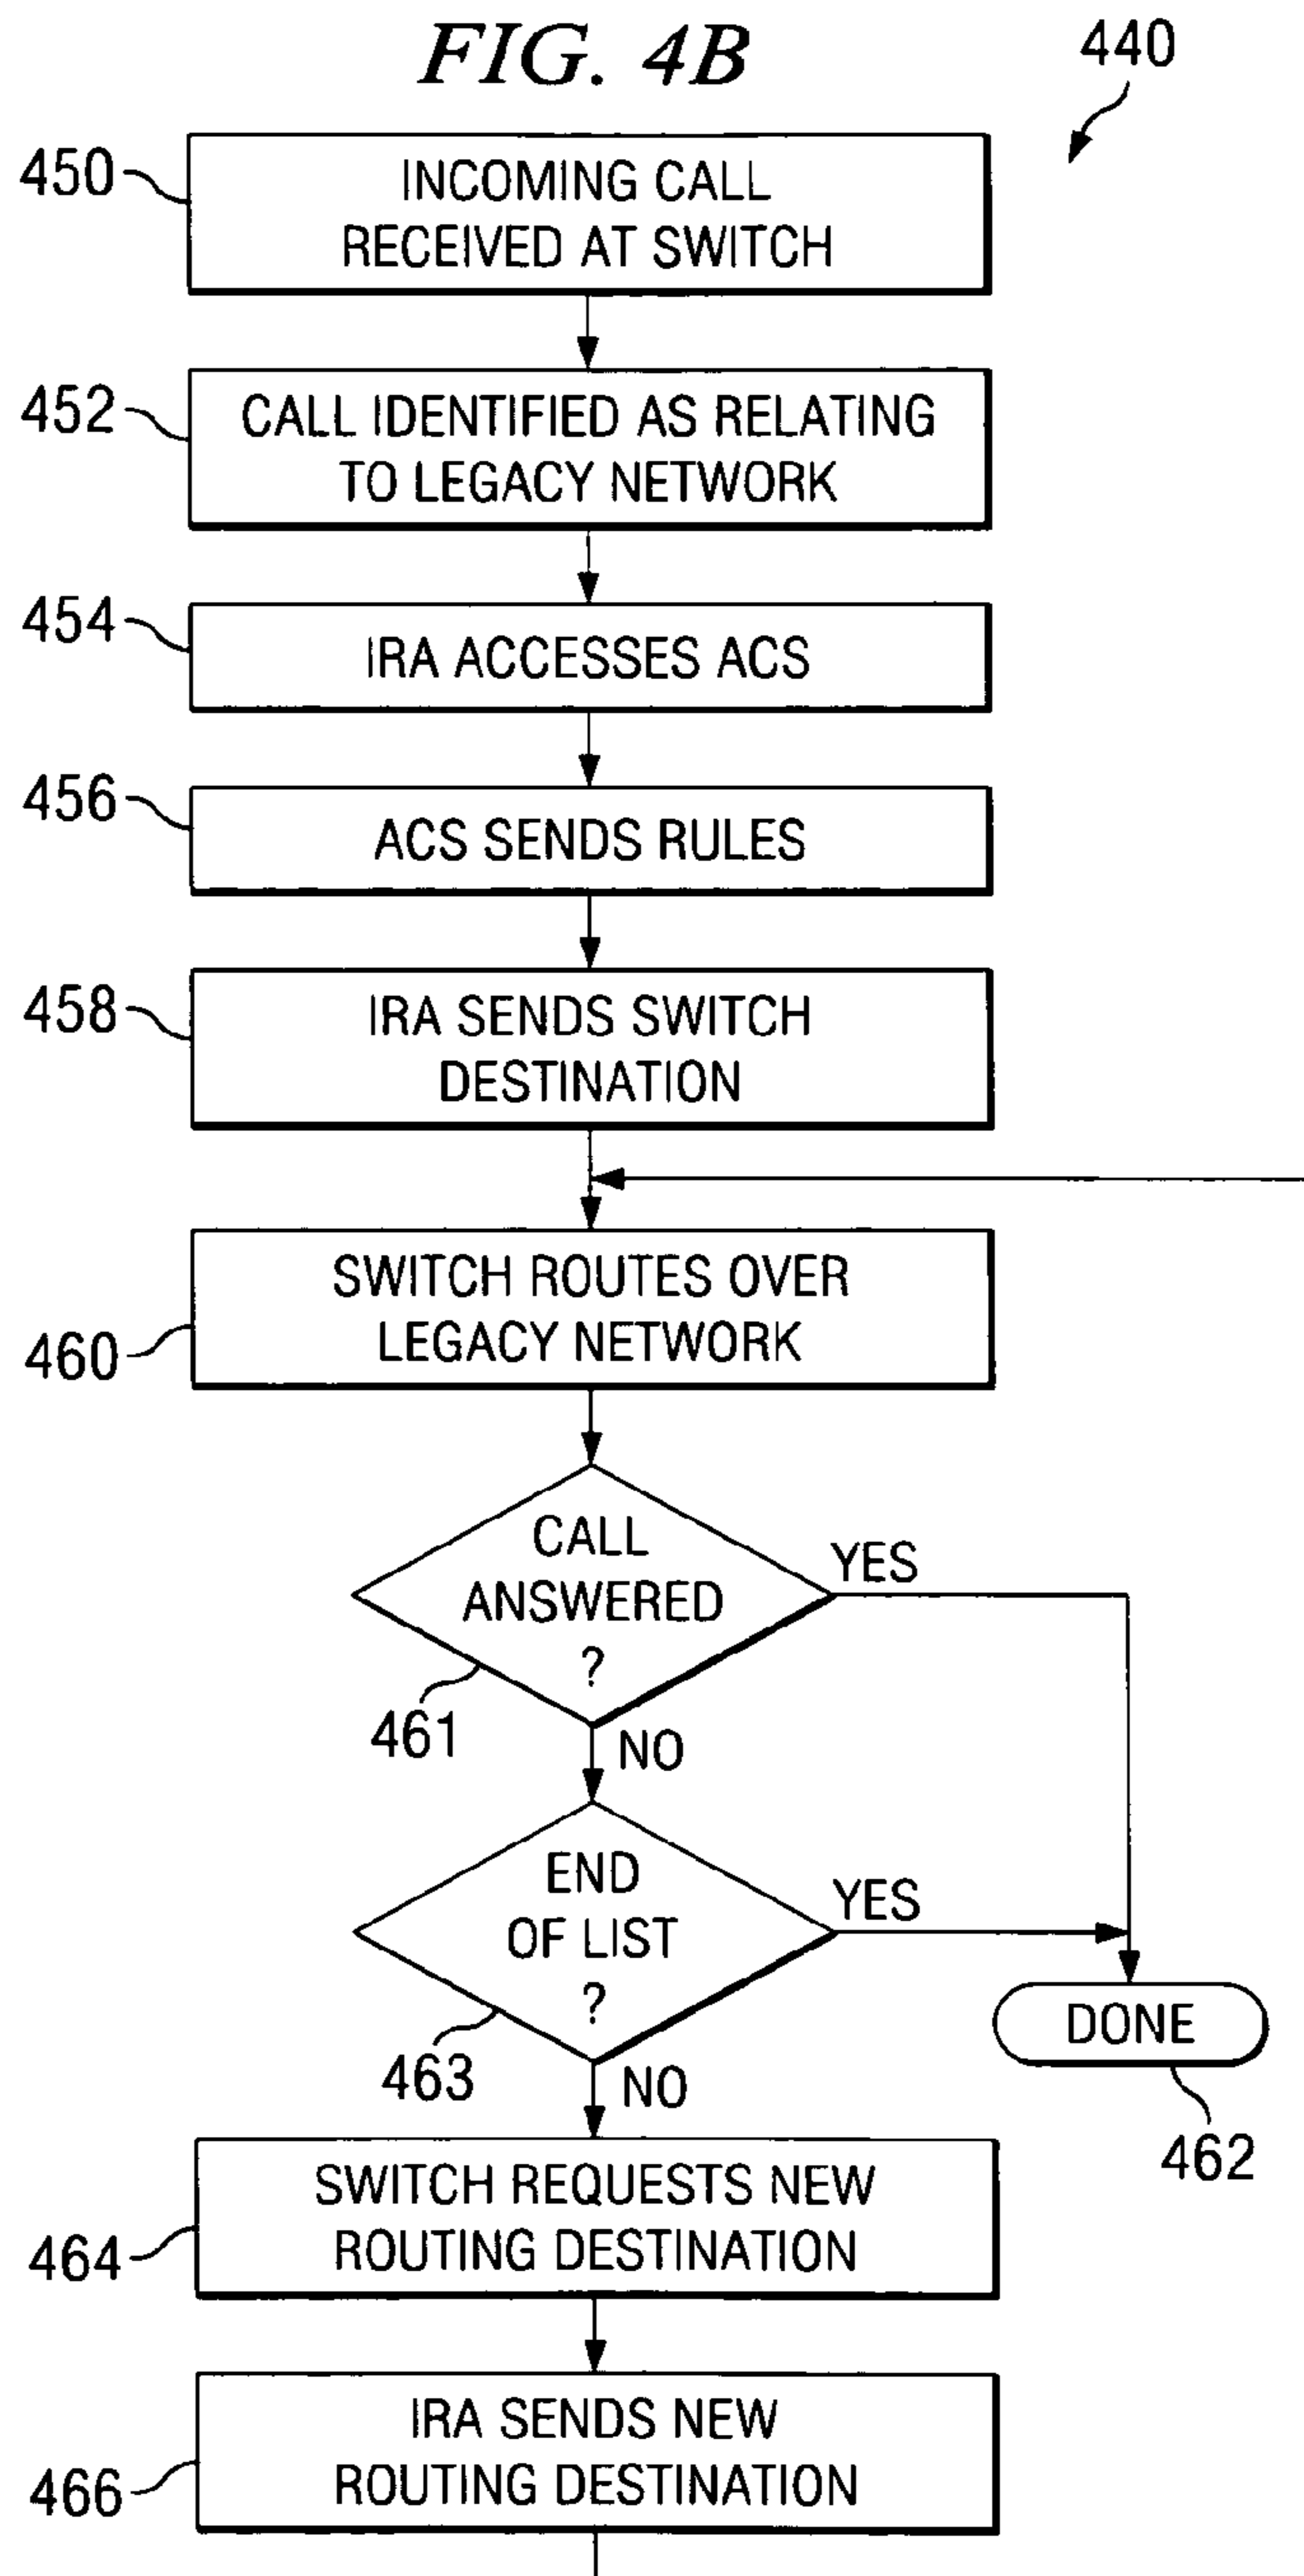 FIG. 4B
440
450
INCOMING CALL
RECEIVED AT SWITCH
452
CALL IDENTIFIED AS RELATING
TO LEGACY NETWORK
454
IRA ACCESSES ACS
456
ACS SENDS RULES
458
IRA SENDS SWITCH
DESTINATION
460
SWITCH ROUTES OVER
LEGACY NETWORK
CALL
ANSWERED
?
YES
461
NO
END
OF LIST
?
YES
463
NO
DONE
462
464
SWITCH REQUESTS NEW
ROUTING DESTINATION
466
IRA SENDS NEW
ROUTING DESTINATION